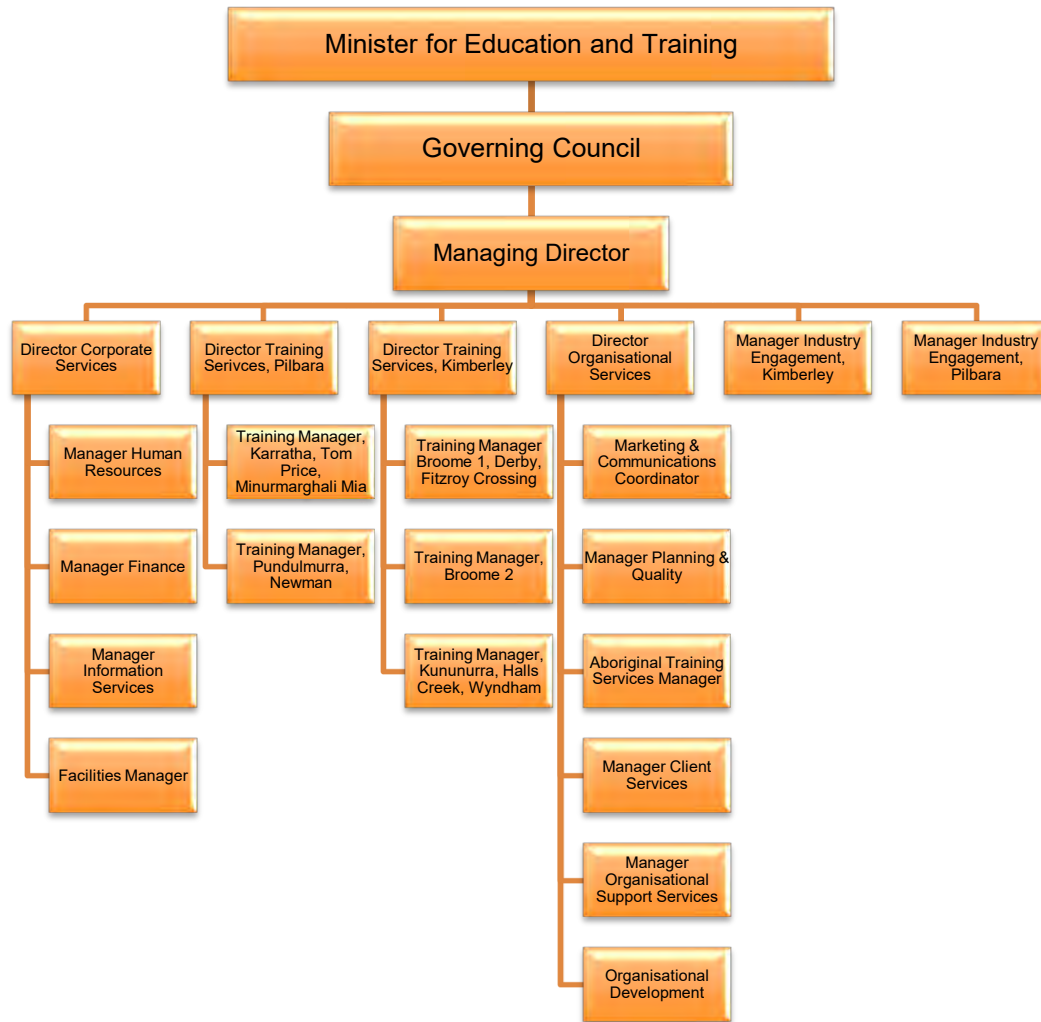 Minister for Education and Training
Governing Council
Managing Director
Director Corporate
Services
Director Training
Serivces, Pilbara
Director Training
Services, Kimberley
Director
Organisational
Services
Manager Industry
Engagement,
Kimberley
Manager Industry
Engagement,
Pilbara
Manager Human
Resources
Manager Finance
Manager
Information
Services
Facilities Manager
Training Manager,
Karratha, Tom
Price,
Minurmarghali Mia
Training Manager,
Pundulmurra,
Newman
Training Manager
Broome 1, Derby,
Fitzroy Crossing
Training Manager,
Broome 2
Training Manager,
Kununurra, Halls
Creek, Wyndham
Marketing &
Communications
Coordinator
Manager Planning &
Quality
Aboriginal Training
Services Manager
Manager Client
Services
Manager
Organisational
Support Services
Organisational
Development